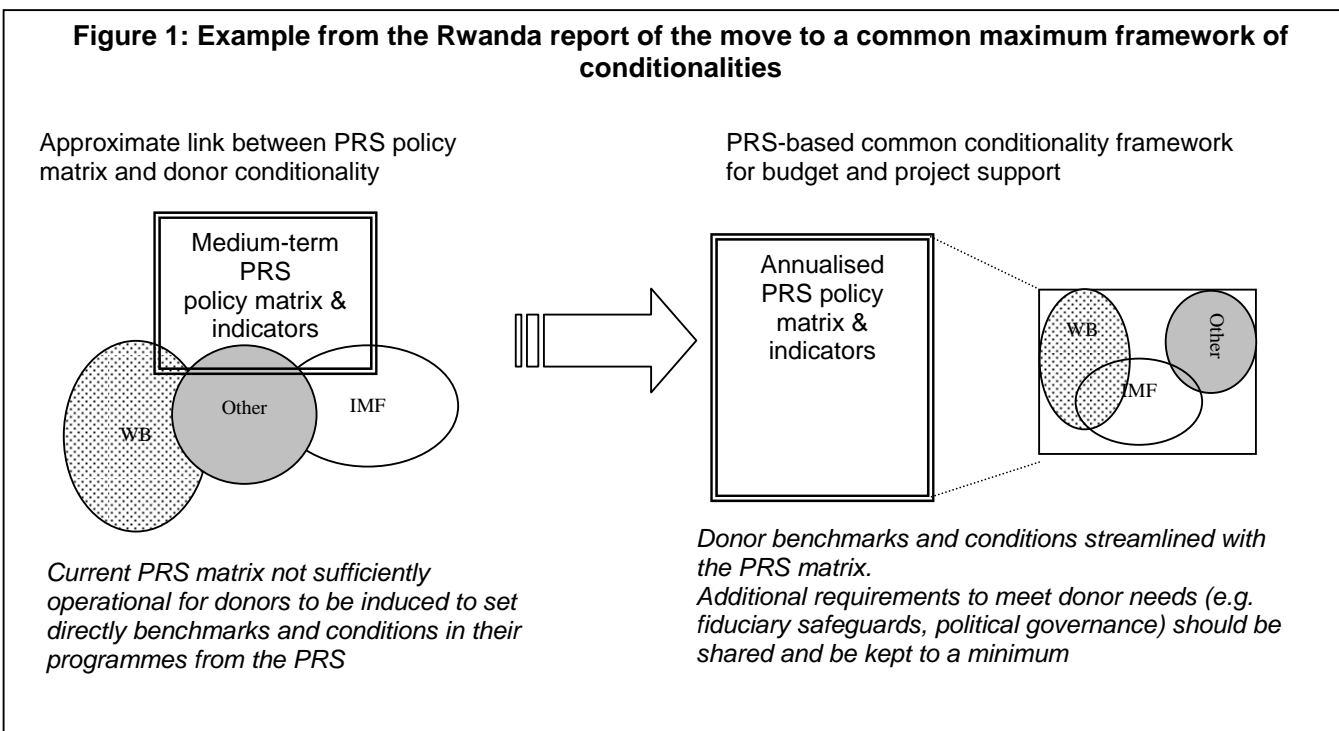 Figure 1: Example from the Rwanda report of the move to a common maximum framework of
conditionalities
Approximate link between PRS policy
matrix and donor conditionality
Medium-term
PRS
policy matrix &
indicators
WB
Other
IMF
Current PRS matrix not sufficiently
operational for donors to be induced to set
directly benchmarks and conditions in their
programmes from the PRS
PRS-based common conditionality framework
for budget and project support
Annualised
PRS policy
matrix &
indicators
WB
Other
IMF
Donor benchmarks and conditions streamlined with
the PRS matrix.
Additional requirements to meet donor needs (e.g.
fiduciary safeguards, political governance) should be
shared and be kept to a minimum